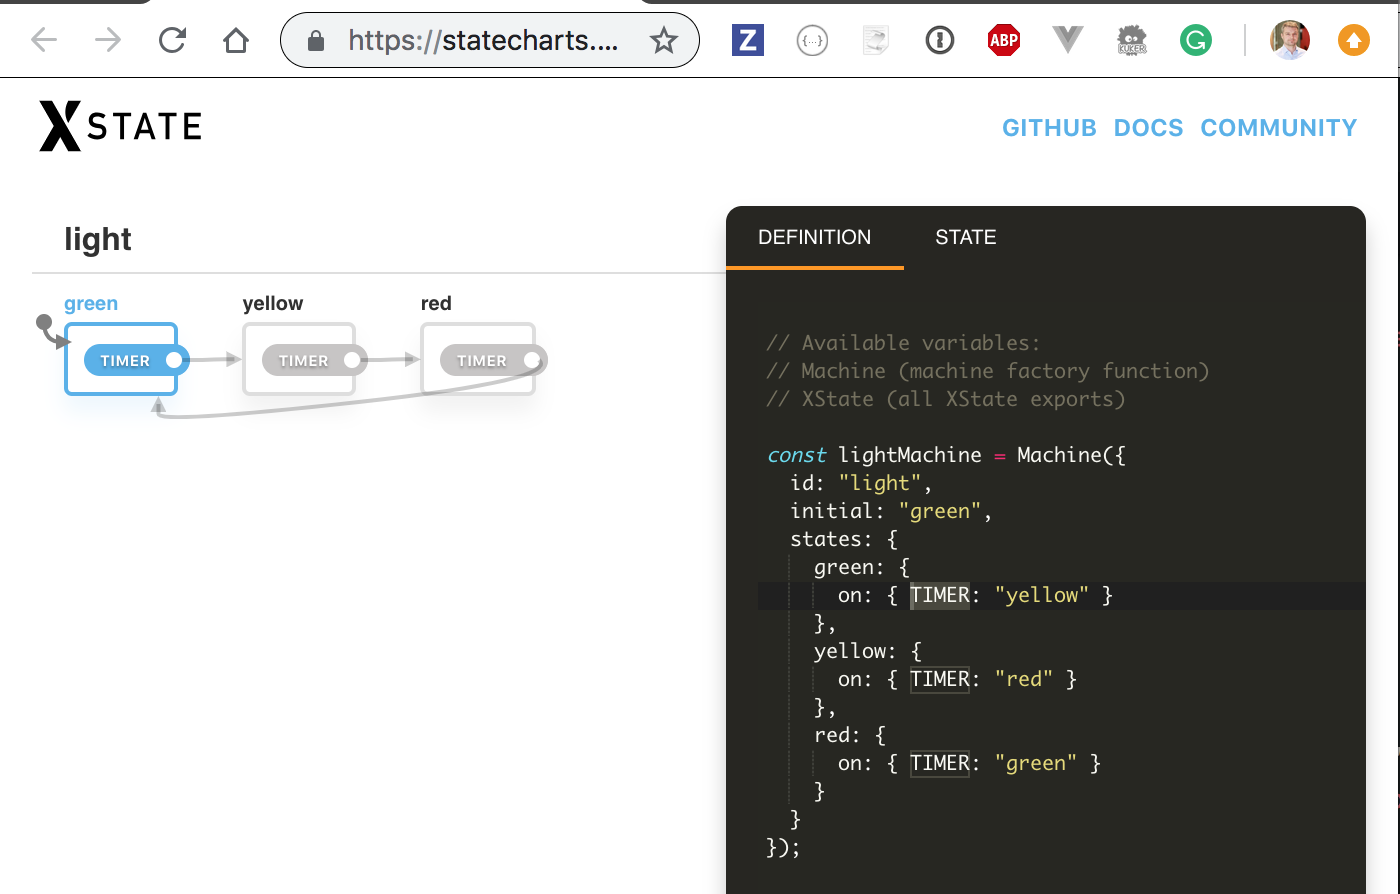 https://statecharts....
Z
{...}
ABP
KUKER
G
X STATE
GITHUB DOCS COMMUNITY
light
green yellow red
TIMER TIMER TIMER
DEFINITION STATE
// Available variables:
// Machine (machine factory function)
// XState (all XState exports)
const lightMachine = Machine({
id: "light",
initial: "green",
states: {
green: {
on: { TIMER: "yellow" }
},
yellow: {
on: { TIMER: "red" }
},
red: {
on: { TIMER: "green" }
}
}
});